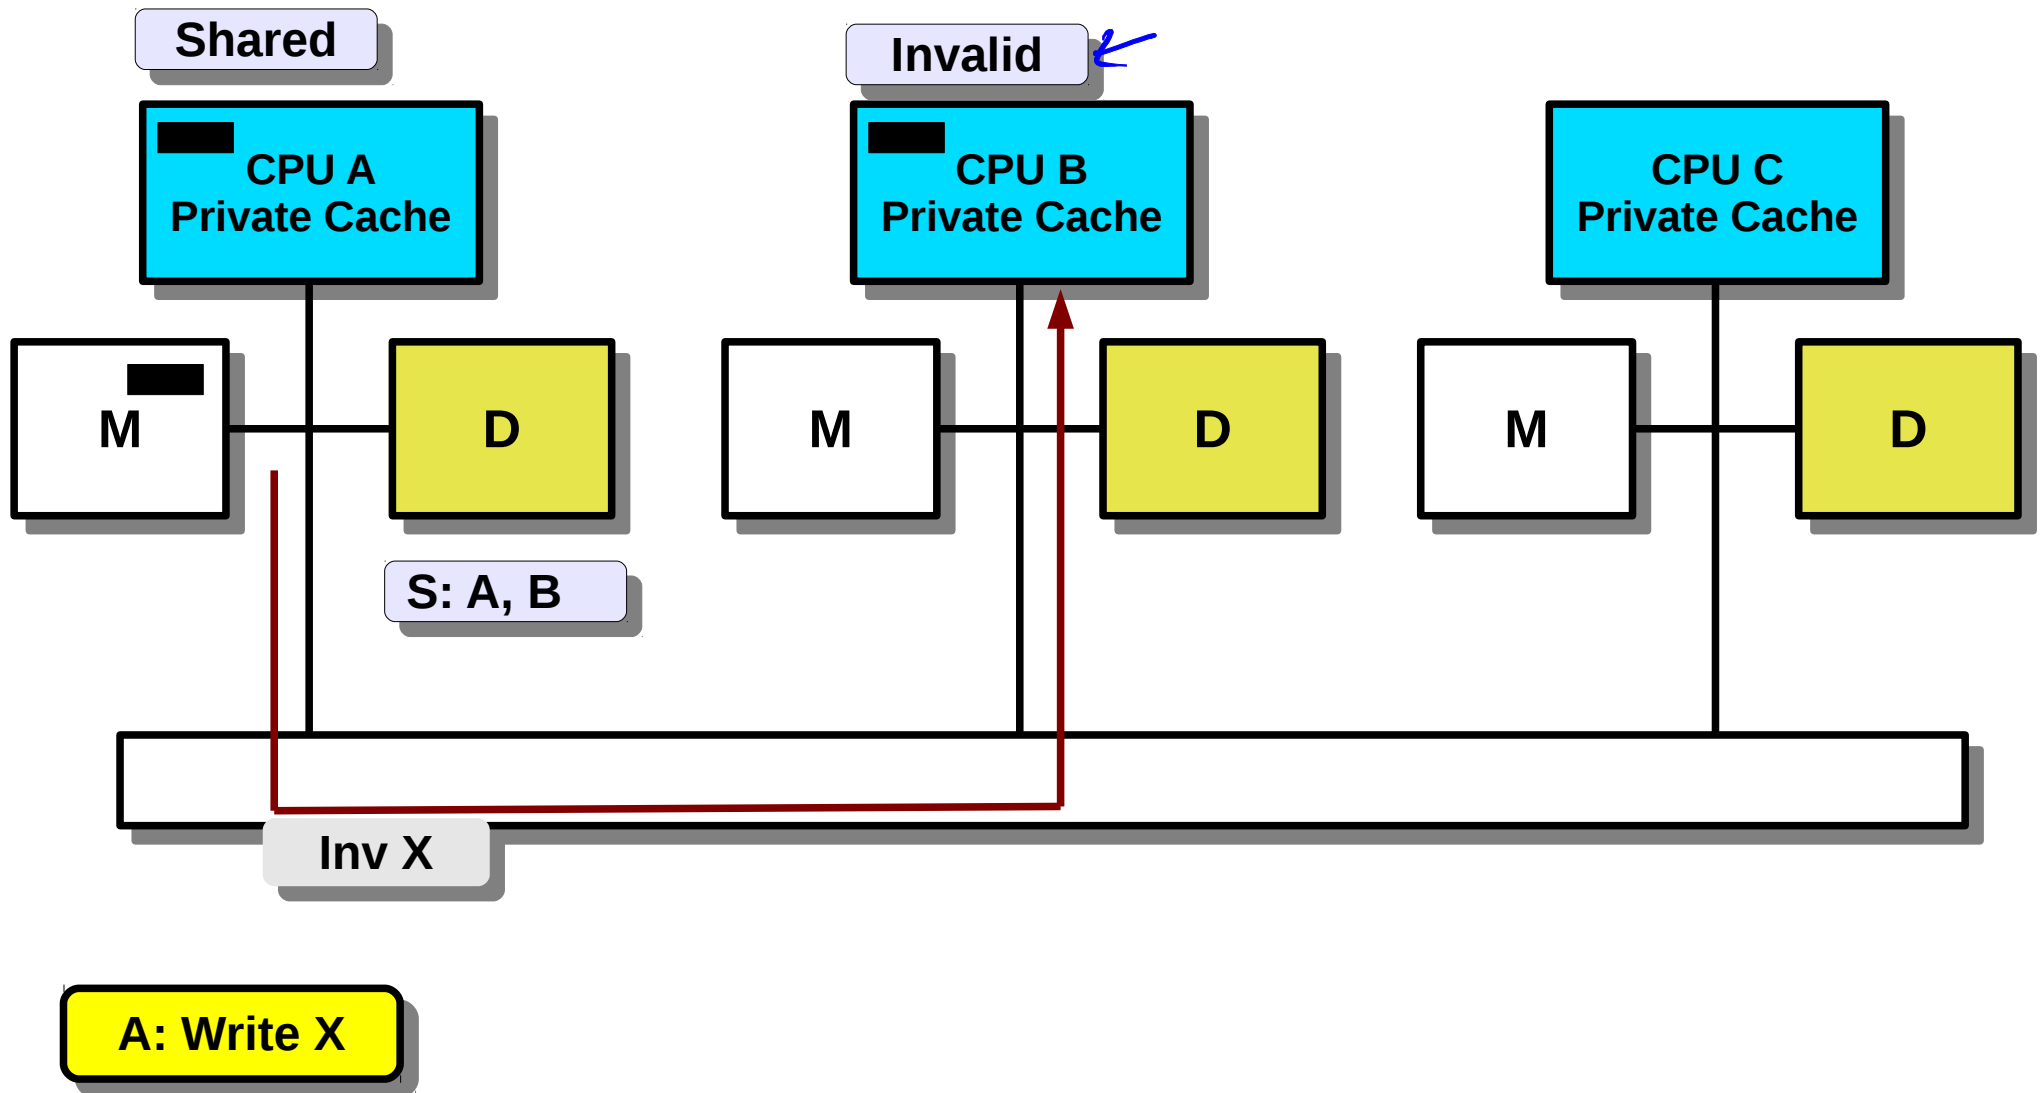 Shared
Invalid
CPU A
Private Cache
CPU B
Private Cache
CPU C
Private Cache
M
D
M
D
M
D
S: A, B
Inv X
A: Write X